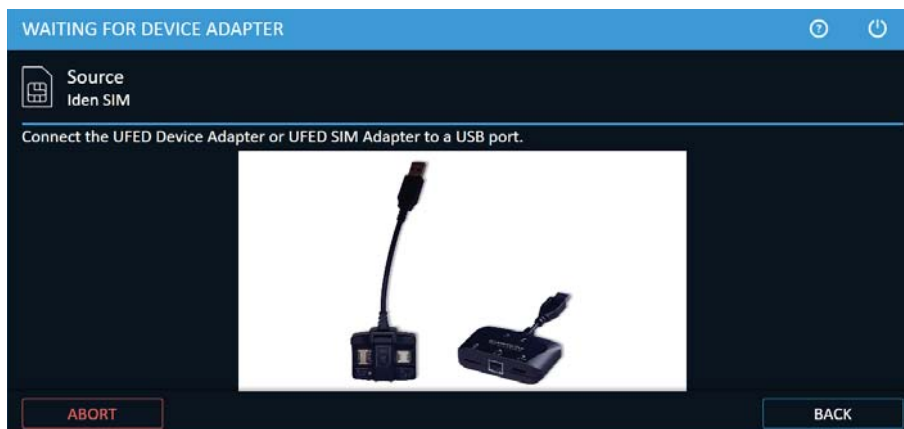 WAITING FOR DEVICE ADAPTER
Source
Iden SIM
Connect the UFED Device Adapter or UFED SIM Adapter to a USB port.
ABORT
BACK